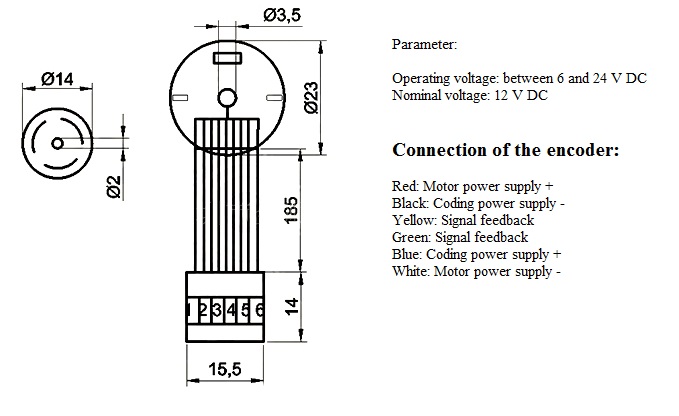 Ø3,5
Ø14
Ø23
Ø2
185
1 2 3 4 5 6
14
15,5
Parameter:
Operating voltage: between 6 and 24 V DC
Nominal voltage: 12 V DC
Connection of the encoder:
Red: Motor power supply +
Black: Coding power supply -
Yellow: Signal feedback
Green: Signal feedback
Blue: Coding power supply +
White: Motor power supply -